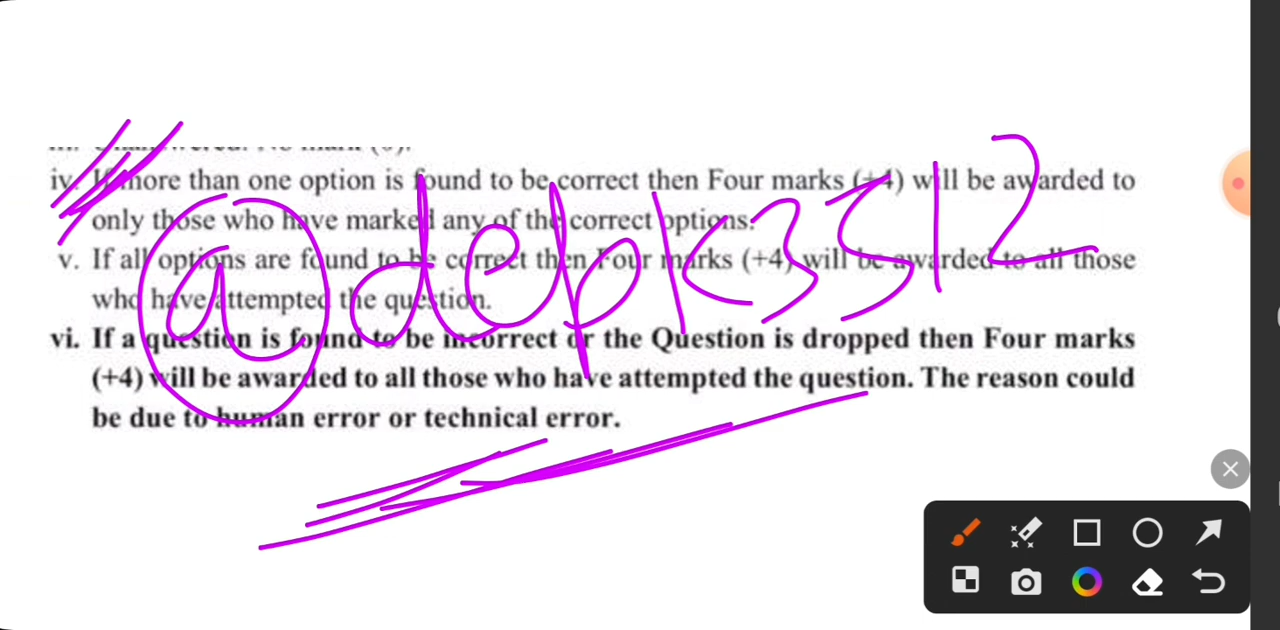 iv. If more than one option is found to be correct then Four marks (+4) will be awarded to
only those who have marked any of the correct options.
v. If all options are found to be correct then Four marks (+4) will be awarded to all those
who have attempted the question.
vi. If a question is found to be incorrect or the Question is dropped then Four marks
(+4) will be awarded to all those who have attempted the question. The reason could
be due to human error or technical error.